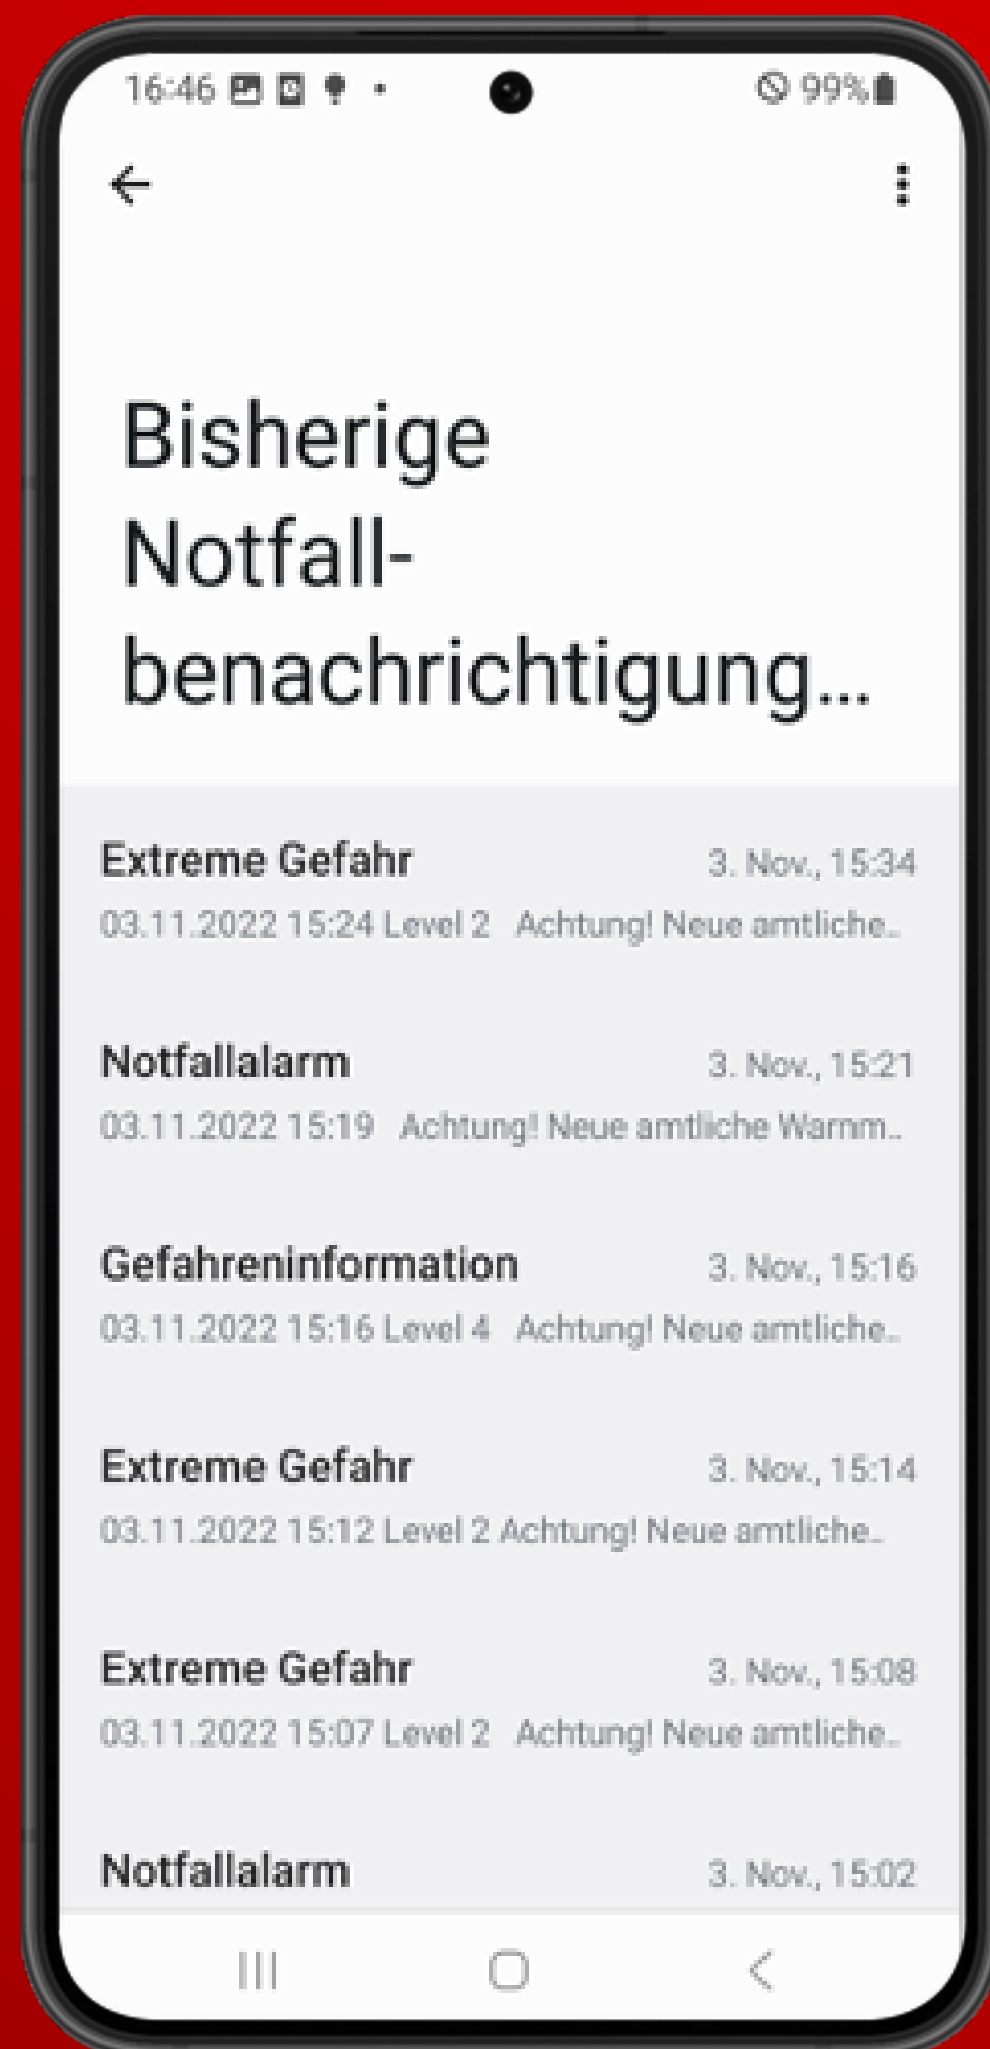 16:46
99%
Bisherige
Notfall-
benachrichtigung...
Extreme Gefahr 3. Nov., 15:34
03.11.2022 15:24 Level 2 Achtung! Neue amtliche..
Notfallalarm 3. Nov., 15:21
03.11.2022 15:19 Achtung! Neue amtliche Warnm..
Gefahreninformation 3. Nov., 15:16
03.11.2022 15:16 Level 4 Achtung! Neue amtliche..
Extreme Gefahr 3. Nov., 15:14
03.11.2022 15:12 Level 2 Achtung! Neue amtliche..
Extreme Gefahr 3. Nov., 15:08
03.11.2022 15:07 Level 2 Achtung! Neue amtliche..
Notfallalarm 3. Nov., 15:02